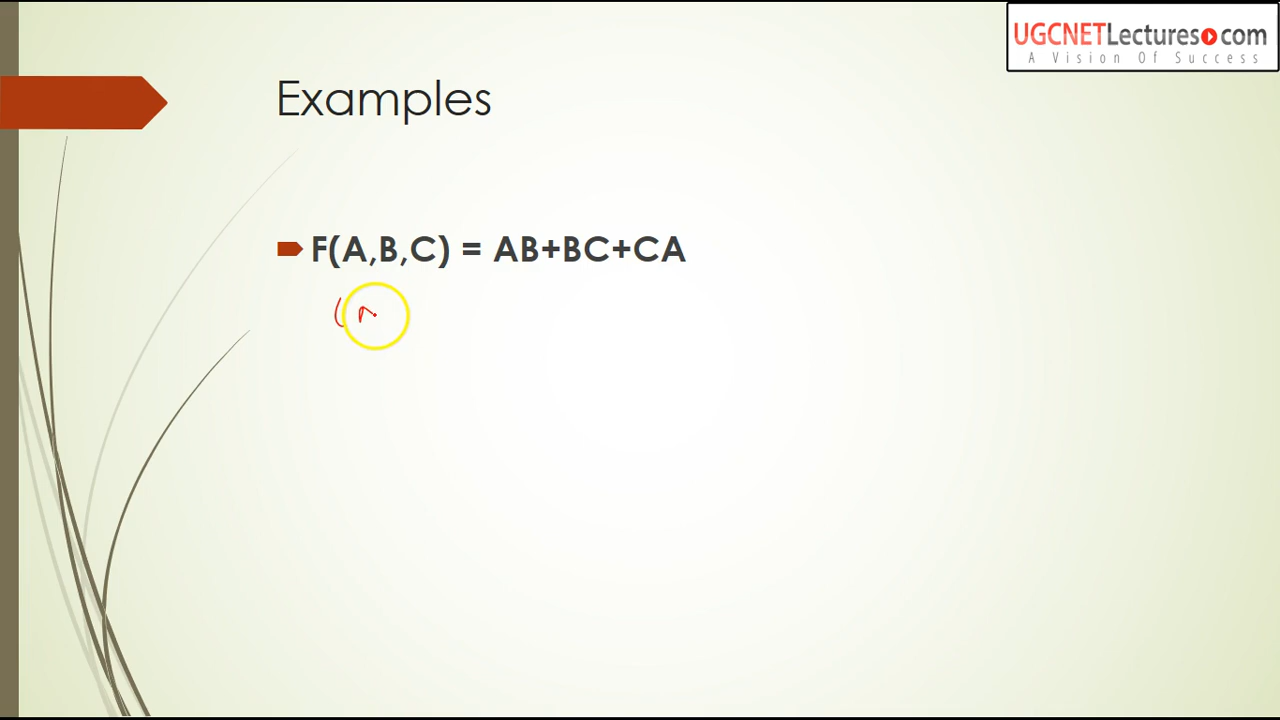 UGCNETLectures.com
A Vision Of Success
Examples
F(A,B,C) = AB+BC+CA
(